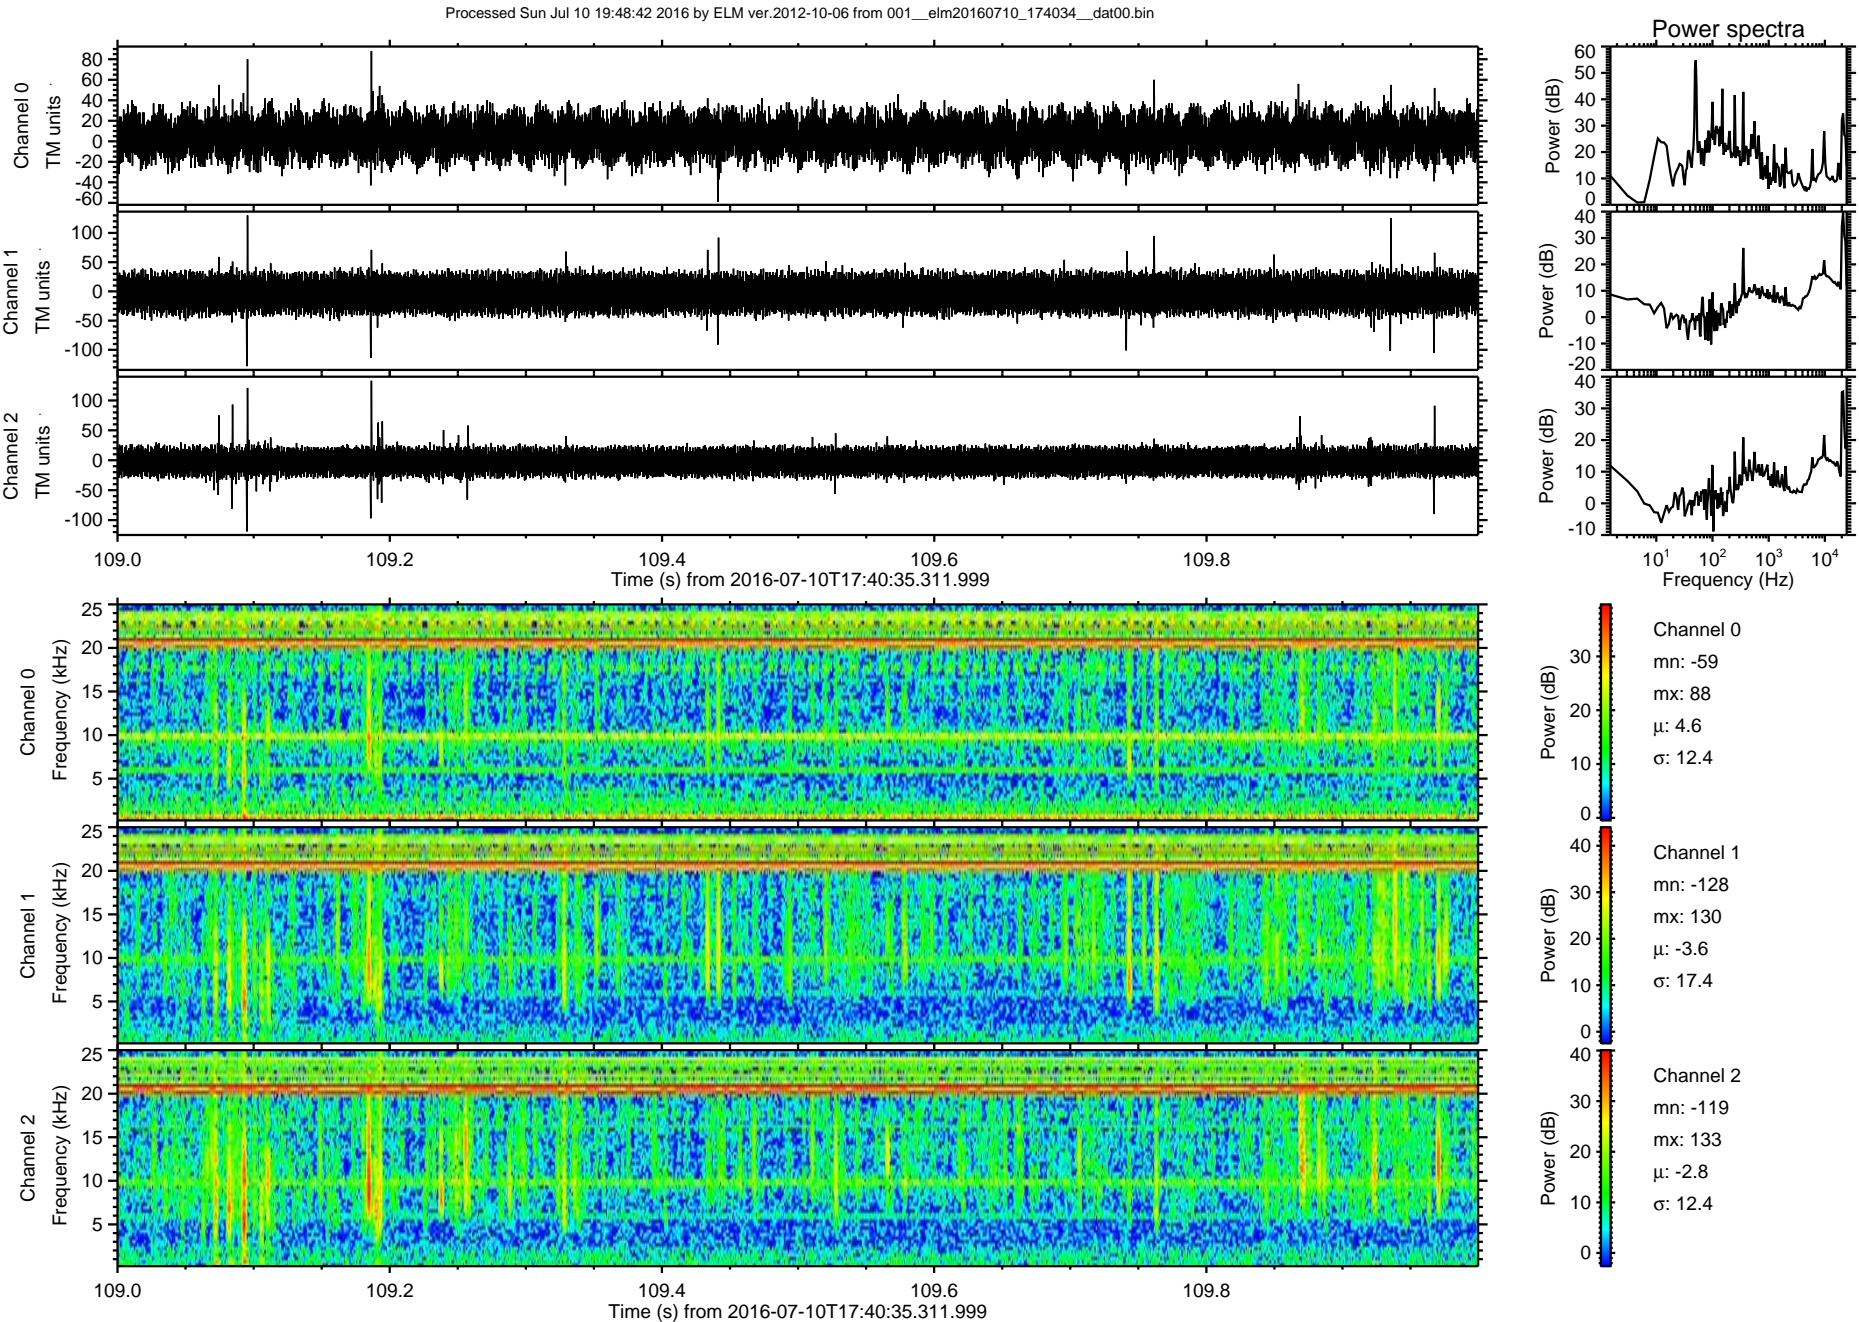 Processed Sun Jul 10 19:48:42 2016 by ELM ver.2012-10-06 from 001__elm20160710_174034__dat00.bin
Power spectra
Channel 0
TM units
80
60
40
20
0
-20
-40
-60
Power (dB)
60
50
40
30
20
10
0
Channel 1
TM units
100
50
0
-50
-100
Power (dB)
40
30
20
10
0
-10
-20
Channel 2
TM units
100
50
0
-50
-100
Power (dB)
40
30
20
10
0
-10
109.0 109.2 109.4 109.6 109.8
Time (s) from 2016-07-10T17:40:35.311.999
10^1 10^2 10^3 10^4
Frequency (Hz)
Channel 0
Frequency (kHz)
25
20
15
10
5
Power (dB)
30
20
10
0
Channel 0
mn: -59
mx: 88
µ: 4.6
σ: 12.4
Channel 1
Frequency (kHz)
25
20
15
10
5
Power (dB)
40
30
20
10
0
Channel 1
mn: -128
mx: 130
µ: -3.6
σ: 17.4
Channel 2
Frequency (kHz)
25
20
15
10
5
Power (dB)
40
30
20
10
0
Channel 2
mn: -119
mx: 133
µ: -2.8
σ: 12.4
109.0 109.2 109.4 109.6 109.8
Time (s) from 2016-07-10T17:40:35.311.999